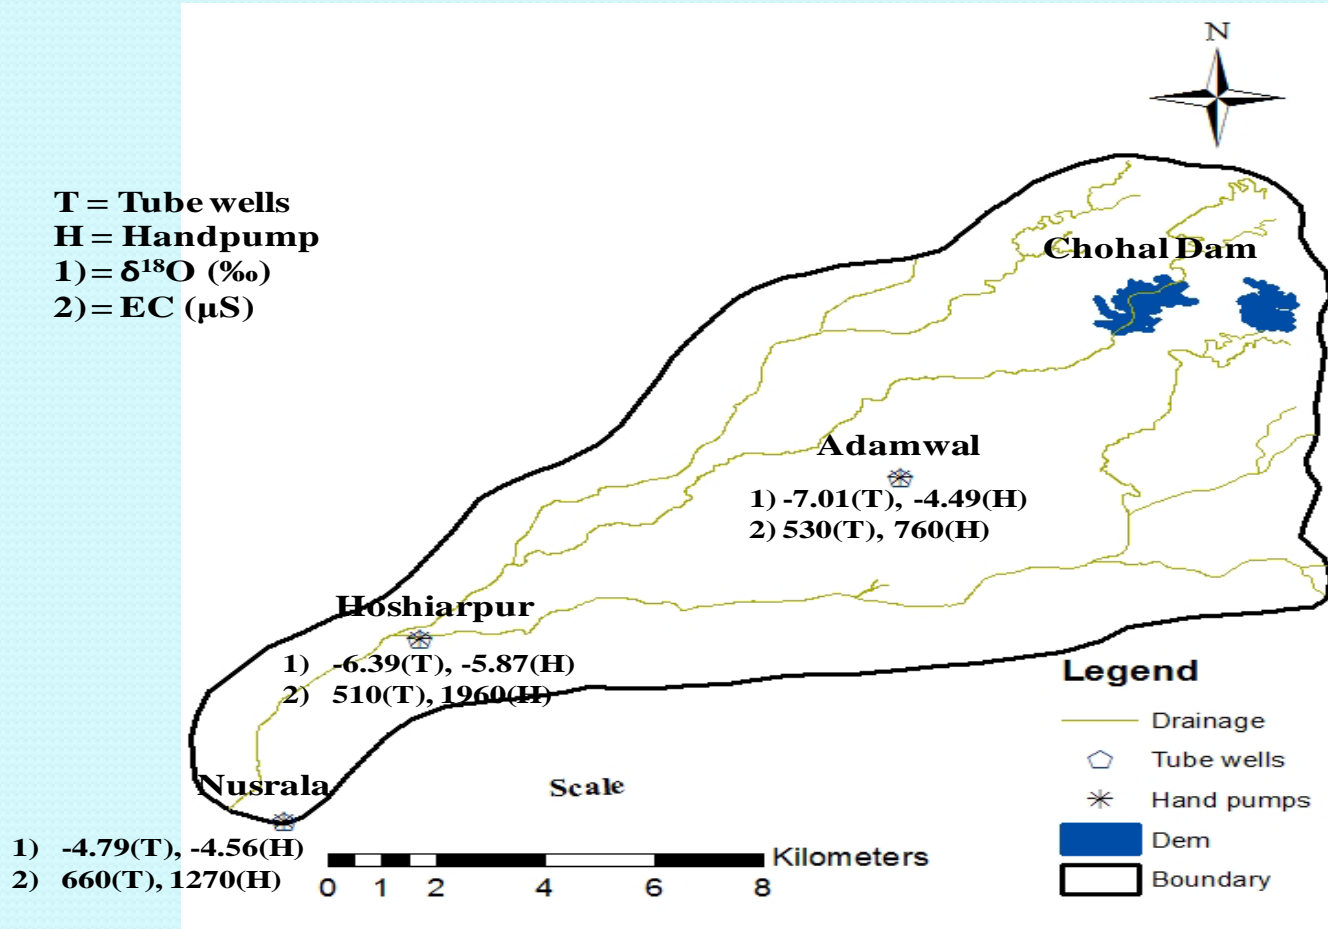 N
T = Tube wells
H = Handpump
1)= δ¹⁸O (‰)
2)= EC (µS)
Chohal Dam
Adamwal
1) -7.01(T), -4.49(H)
2) 530(T), 760(H)
Hoshiarpur
1) -6.39(T), -5.87(H)
2) 510(T), 1960(H)
Nusrala
1) -4.79(T), -4.56(H)
2) 660(T), 1270(H)
Scale
Kilometers
0 1 2 4 6 8
Legend
Drainage
Tube wells
Hand pumps
Dem
Boundary